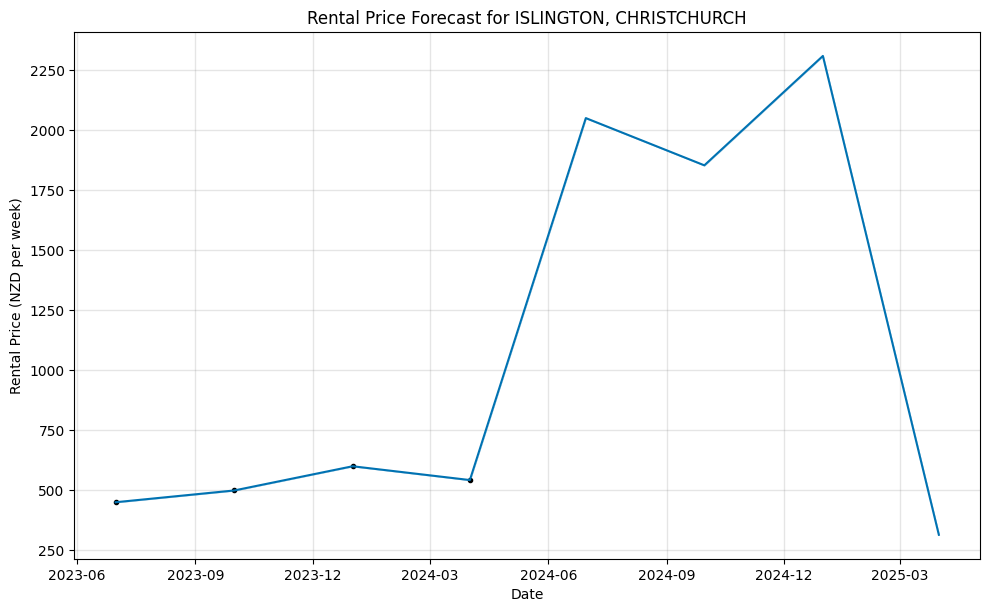 Rental Price Forecast for ISLINGTON, CHRISTCHURCH
Rental Price (NZD per week)
2250
2000
1750
1500
1250
1000
750
500
250
2023-06 2023-09 2023-12 2024-03 2024-06 2024-09 2024-12 2025-03
Date